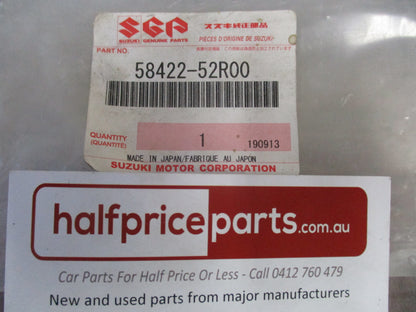 SGP スズキ純正部品
SUZUKI GENUINE PARTS PIÈCES D'ORIGINE DE SUZUKI
PART NO.
58422-52R00
QUANTITY
(QUANTITÉ) 1 190913
MADE IN JAPAN/FABRIQUE AU JAPON
SUZUKI MOTOR CORPORATION
halfpriceparts.com.au
Car Parts For Half Price Or Less - Call 0412 760 479
New and used parts from major manufacturers